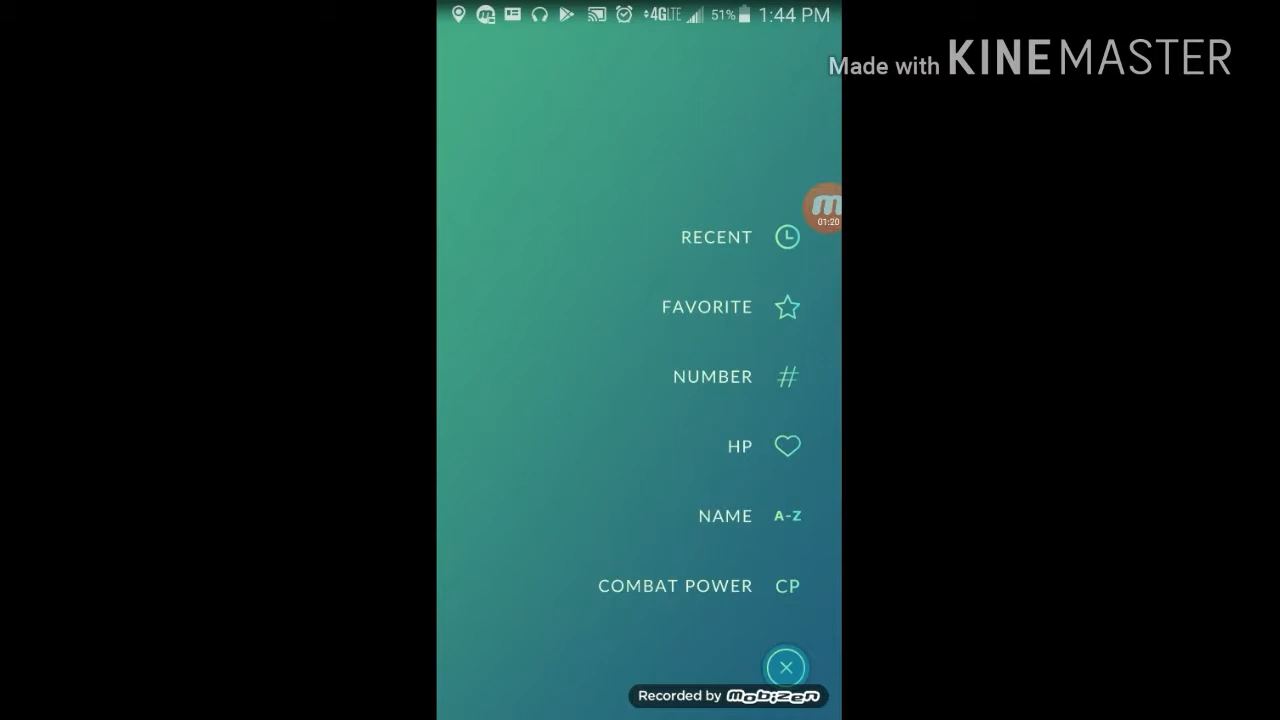 4GLTE 51% 1:44 PM
Made with KINEMASTER
01:20
RECENT
FAVORITE
NUMBER #
HP
NAME A-Z
COMBAT POWER CP
Recorded by mobizen